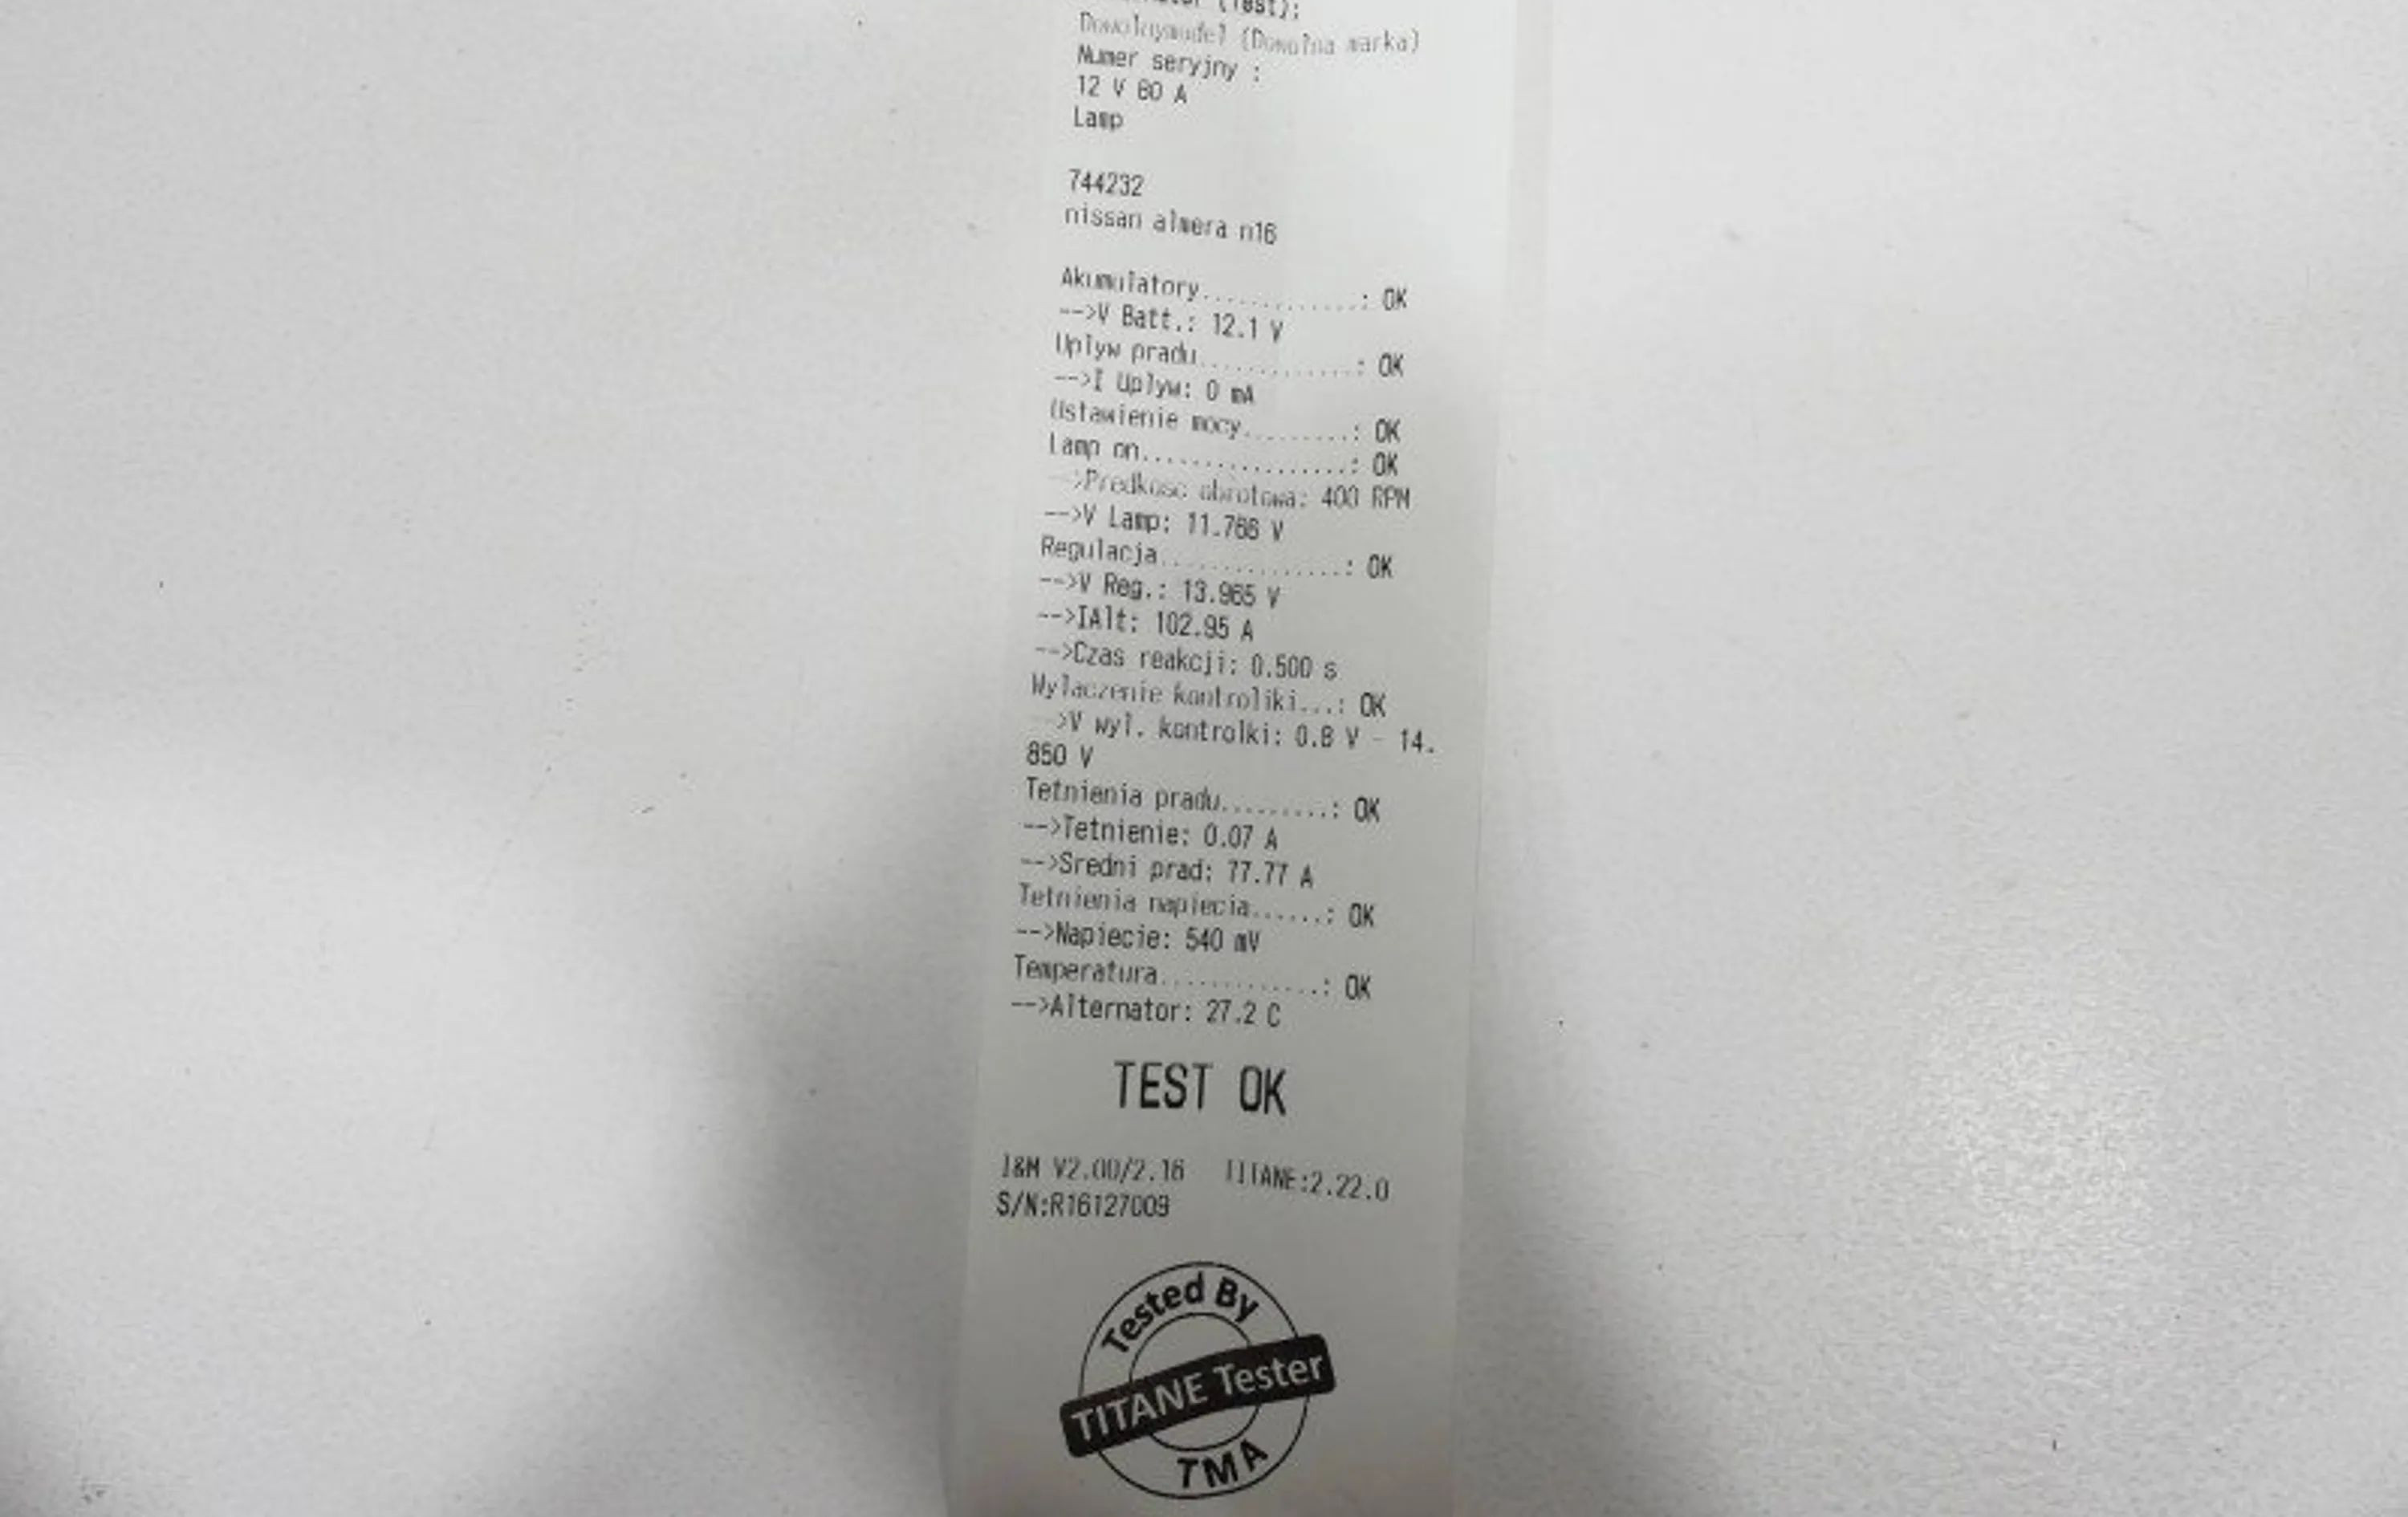 (Test):
Dowolnymodel (Dowolna marka)
Numer seryjny :
12 V 80 A
Lamp
744232
nissan almera n16
Akumulatory.............: OK
-->V Batt.: 12.1 V
Uplyw pradu.............: OK
-->I Uplyw: 0 mA
Ustawienie mocy.........: OK
Lamp on.................: OK
-->Predkosc obrotowa: 400 RPM
-->V Lamp: 11.766 V
Regulacja...............: OK
-->V Reg.: 13.965 V
-->IAlt: 102.95 A
-->Czas reakcji: 0.500 s
Wylaczenie kontroliki...: OK
-->V wyl. kontrolki: 0.8 V - 14.
850 V
Tetnienia pradu.........: OK
-->Tetnienie: 0.07 A
-->Sredni prad: 77.77 A
Tetnienia napiecia......: OK
-->Napiecie: 540 mV
Temperatura.............: OK
-->Alternator: 27.2 C
TEST OK
I&M V2.00/2.16 TITANE:2.22.0
S/N:R16127009
Tested By
TITANE Tester
TMA